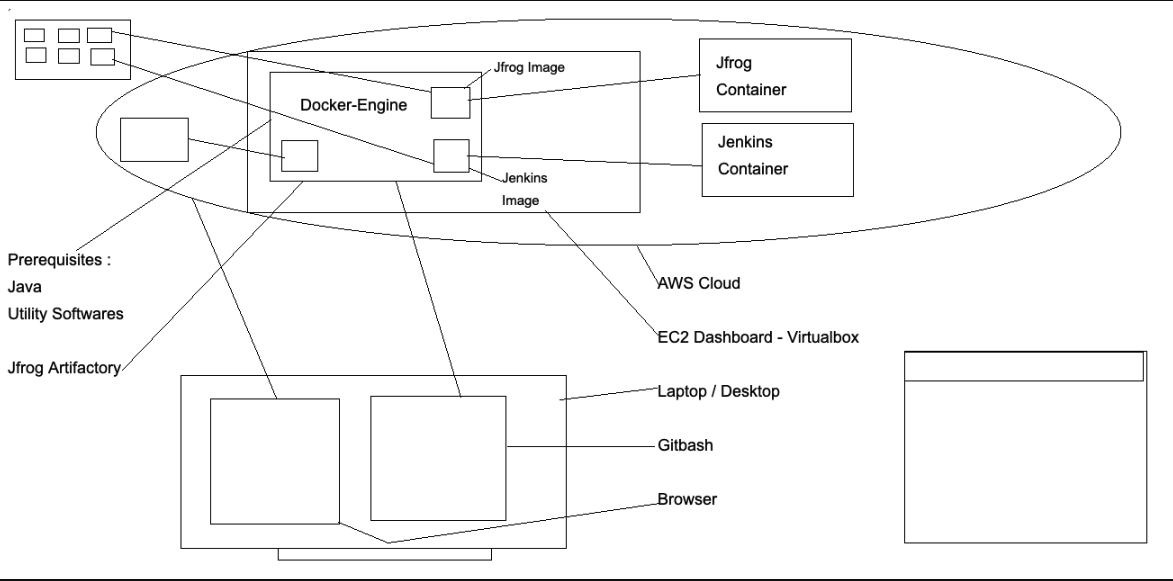 Jfrog Image
Docker-Engine
Jfrog
Container
Jenkins
Container
Jenkins
Image
Prerequisites :
Java
Utility Softwares
Jfrog Artifactory
AWS Cloud
EC2 Dashboard - Virtualbox
Laptop / Desktop
Gitbash
Browser